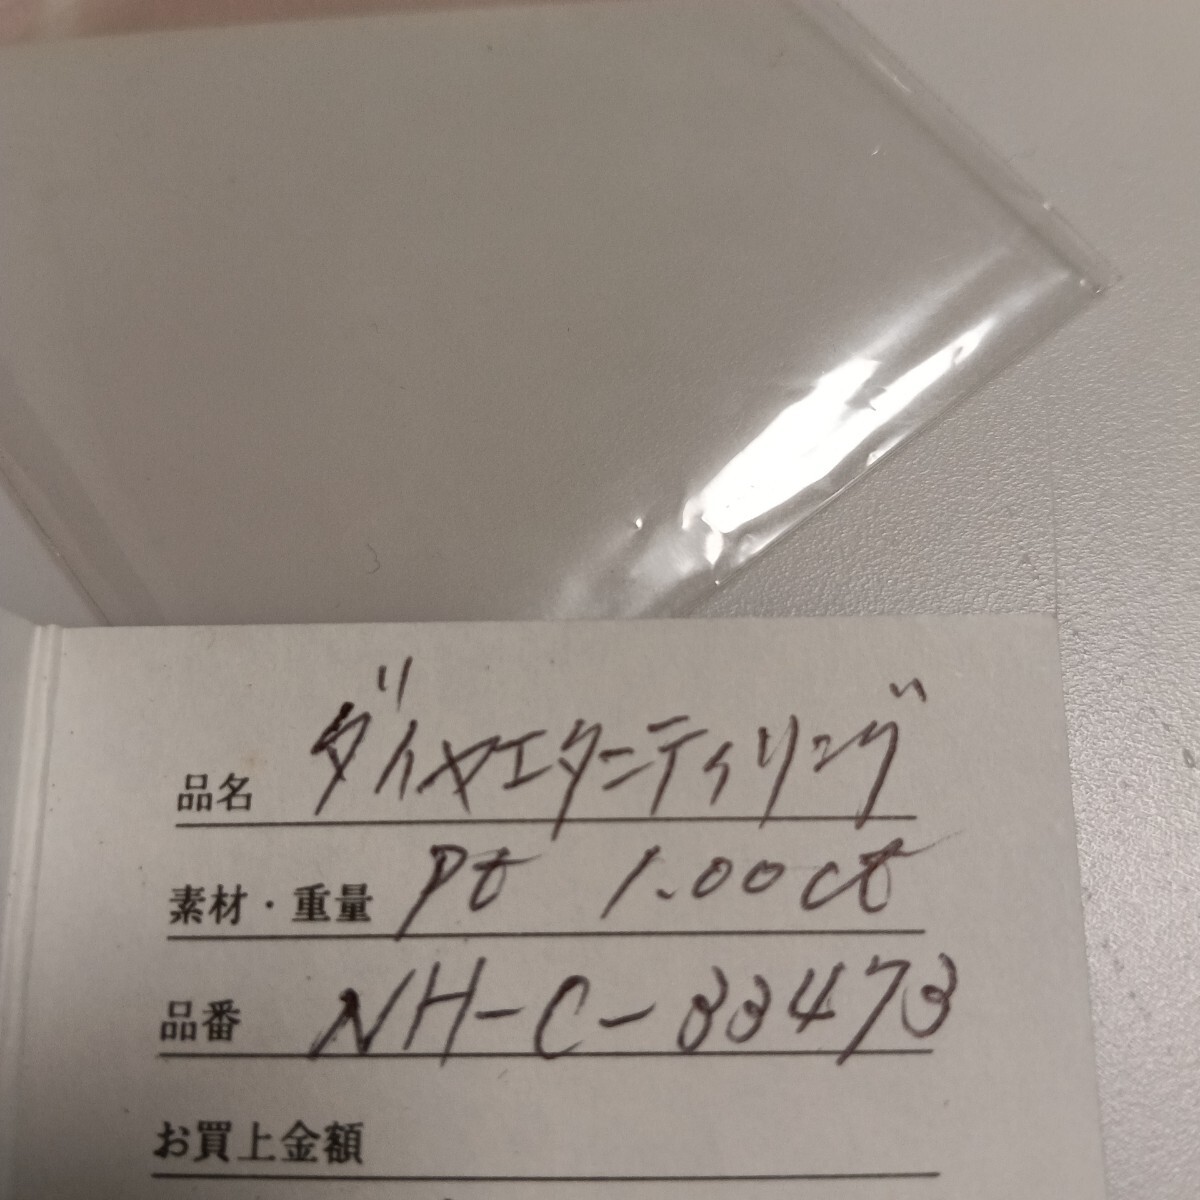 品名 ダイヤエタニティリング
素材・重量 Pt 1.00ct
品番 NH-C-33473
お買上金額